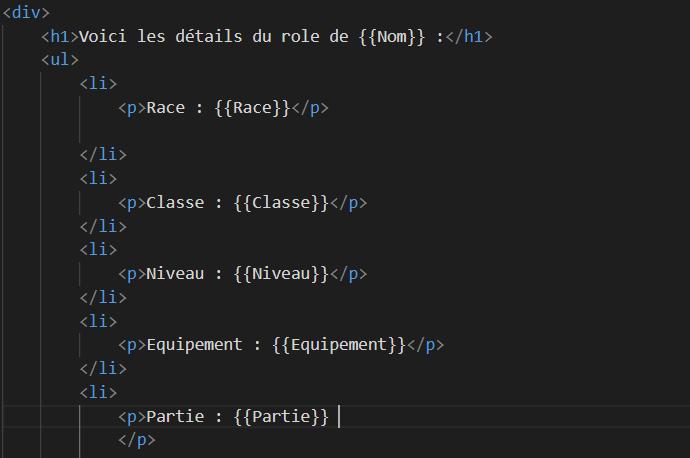 <div>
<h1>Voici les détails du role de {{Nom}} :</h1>
<ul>
<li>
<p>Race : {{Race}}</p>
</li>
<li>
<p>Classe : {{Classe}}</p>
</li>
<li>
<p>Niveau : {{Niveau}}</p>
</li>
<li>
<p>Equipement : {{Equipement}}</p>
</li>
<li>
<p>Partie : {{Partie}}
</p>